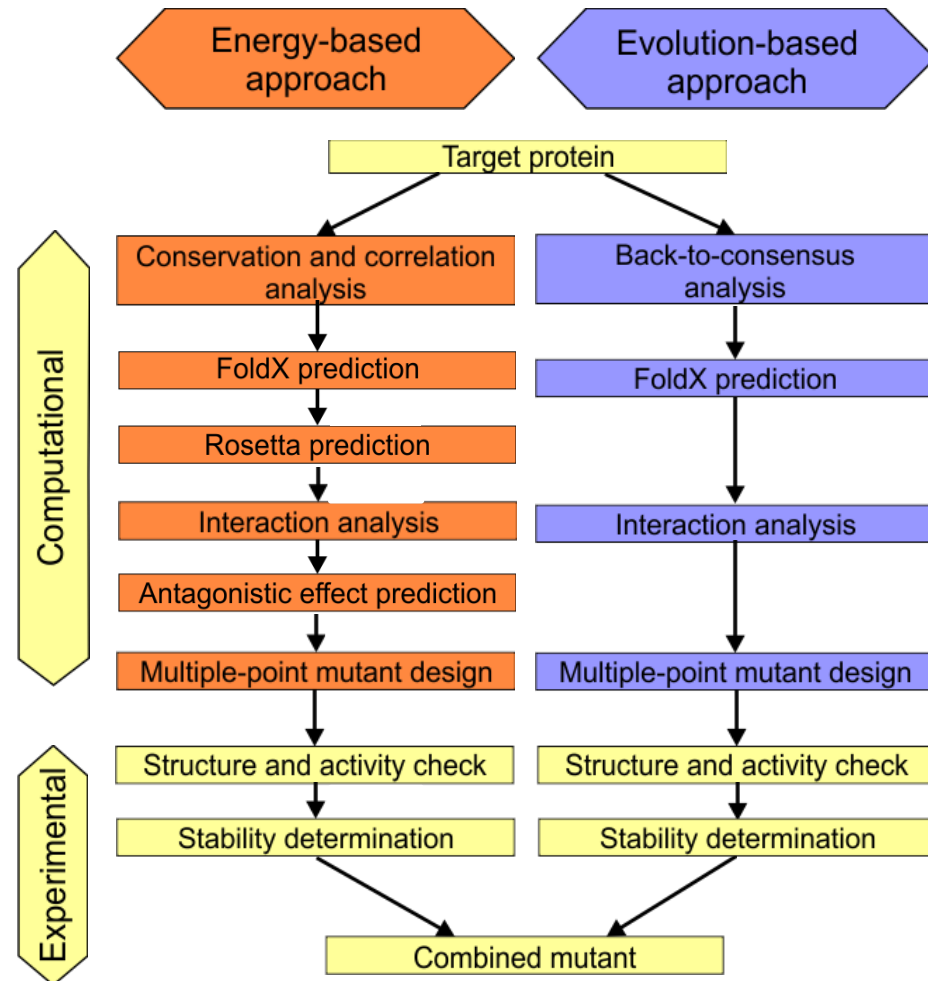 Energy-based
approach
Evolution-based
approach
Target protein
Computational
Conservation and correlation
analysis
Back-to-consensus
analysis
FoldX prediction
FoldX prediction
Rosetta prediction
Interaction analysis
Interaction analysis
Antagonistic effect prediction
Multiple-point mutant design
Multiple-point mutant design
Experimental
Structure and activity check
Structure and activity check
Stability determination
Stability determination
Combined mutant